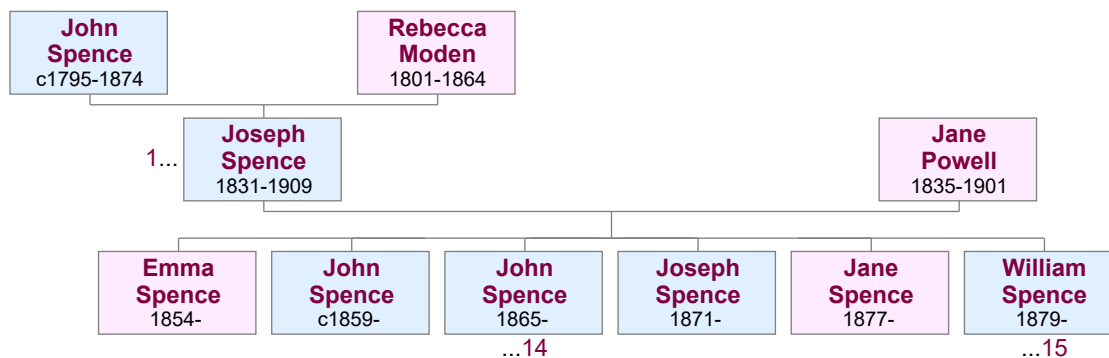 John
Spence
c1795-1874
Rebecca
Moden
1801-1864
1...
Joseph
Spence
1831-1909
Jane
Powell
1835-1901
Emma
Spence
1854-
John
Spence
c1859-
John
Spence
1865-
...14
Joseph
Spence
1871-
Jane
Spence
1877-
William
Spence
1879-
...15